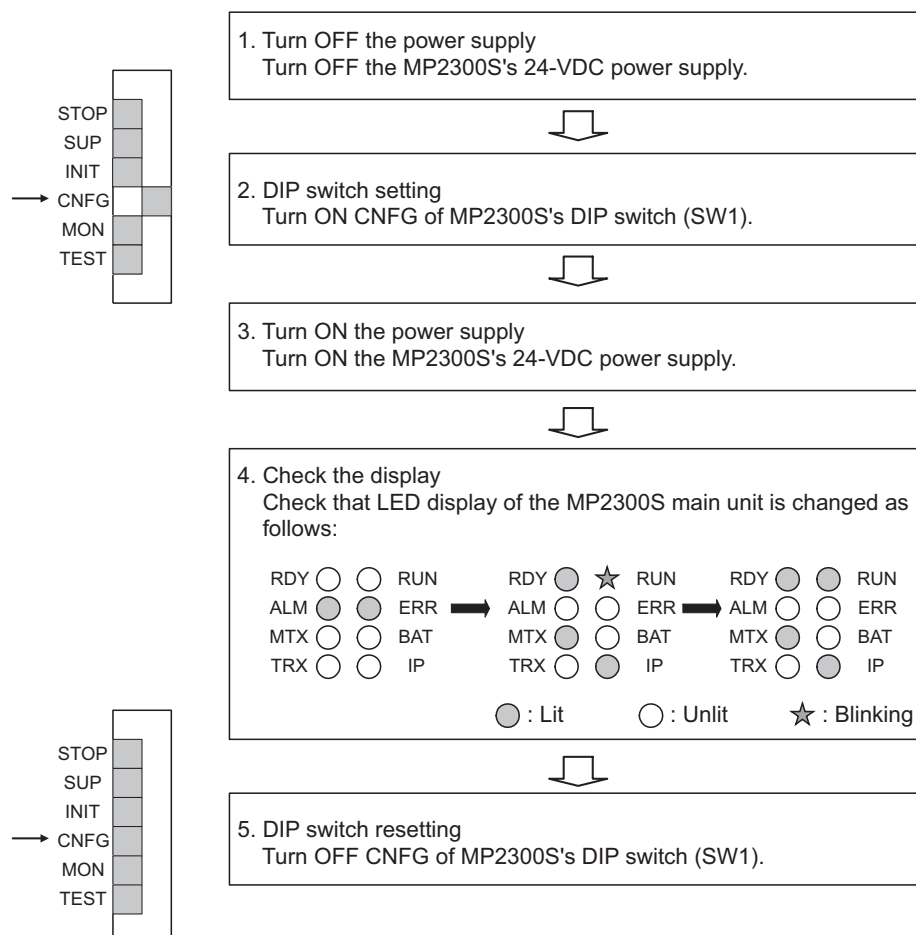 1. Turn OFF the power supply
Turn OFF the MP2300S's 24-VDC power supply.
STOP
SUP
INIT
CNFG
MON
TEST
2. DIP switch setting
Turn ON CNFG of MP2300S's DIP switch (SW1).
3. Turn ON the power supply
Turn ON the MP2300S's 24-VDC power supply.
4. Check the display
Check that LED display of the MP2300S main unit is changed as
follows:
RDY RUN RDY RUN RDY RUN
ALM ERR ALM ERR ALM ERR
MTX BAT MTX BAT MTX BAT
TRX IP TRX IP TRX IP
: Lit : Unlit : Blinking
STOP
SUP
INIT
CNFG
MON
TEST
5. DIP switch resetting
Turn OFF CNFG of MP2300S's DIP switch (SW1).